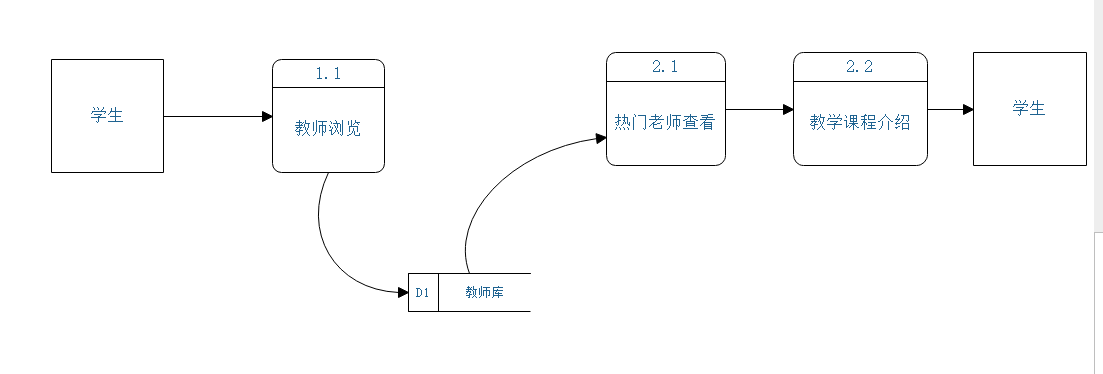 学生
1.1
教师浏览
D1
教师库
2.1
热门老师查看
2.2
教学课程介绍
学生